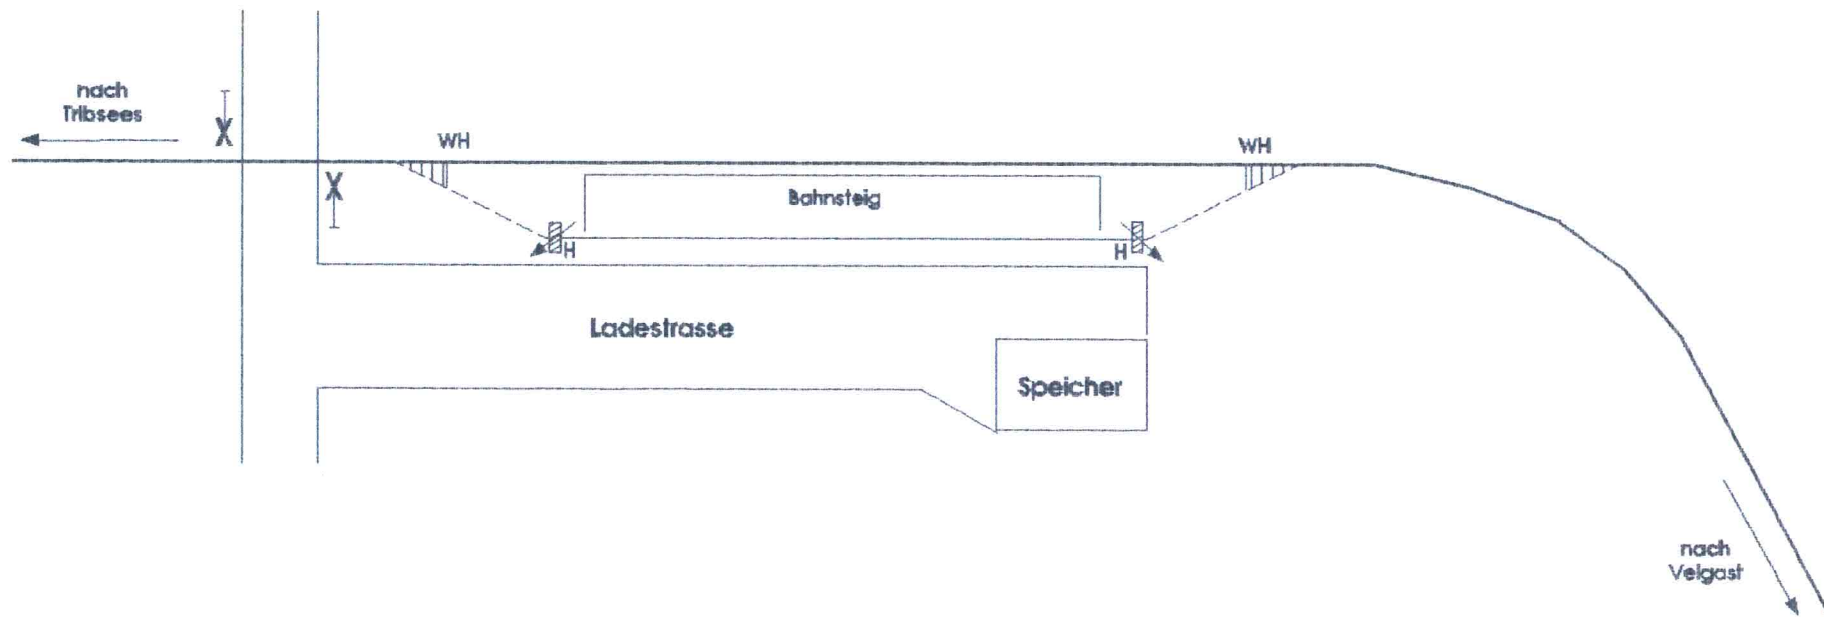 nach
Tribsees
WH
WH
Bahnsteig
H
H
Ladestrasse
Speicher
nach
Velgast